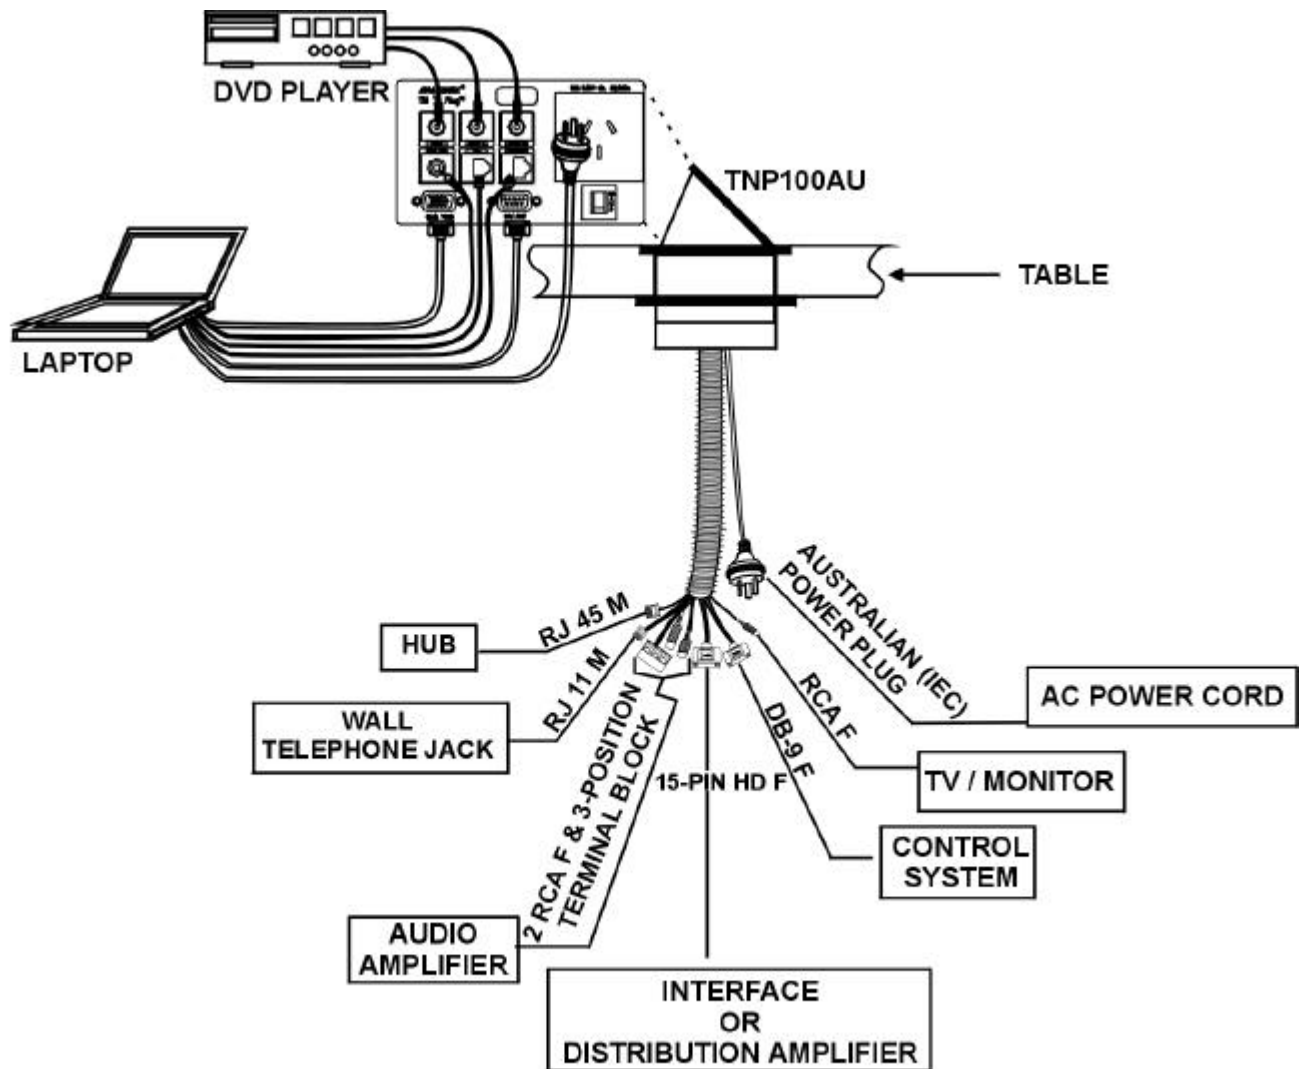 DVD PLAYER
TNP100AU
TABLE
LAPTOP
AUSTRALIAN (IEC)
POWER PLUG
RJ 45 M
HUB
RJ 11 M
RCA F
AC POWER CORD
WALL
TELEPHONE JACK
2 RCA F & 3-POSITION
TERMINAL BLOCK
15-PIN HD F
DB-9 F
TV / MONITOR
CONTROL
SYSTEM
AUDIO
AMPLIFIER
INTERFACE
OR
DISTRIBUTION AMPLIFIER